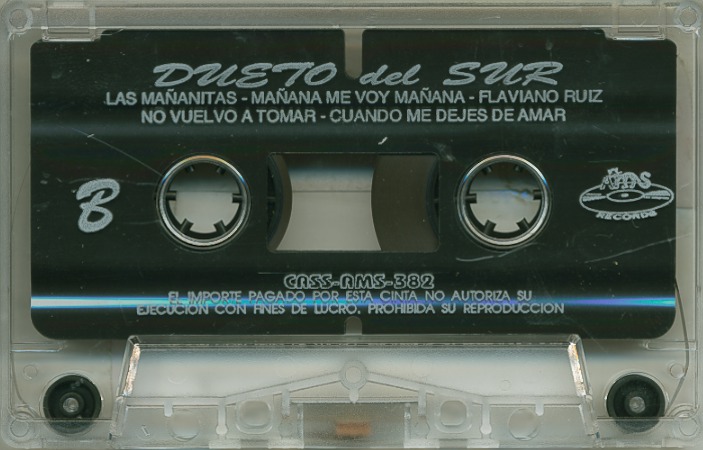 DUETO del SUR
LAS MAÑANITAS - MAÑANA ME VOY MAÑANA - FLAVIANO RUIZ
NO VUELVO A TOMAR - CUANDO ME DEJES DE AMAR
B
AMS
RECORDS
CASS-AMS-382
EL IMPORTE PAGADO POR ESTA CINTA NO AUTORIZA SU
EJECUCION CON FINES DE LUCRO. PROHIBIDA SU REPRODUCCION